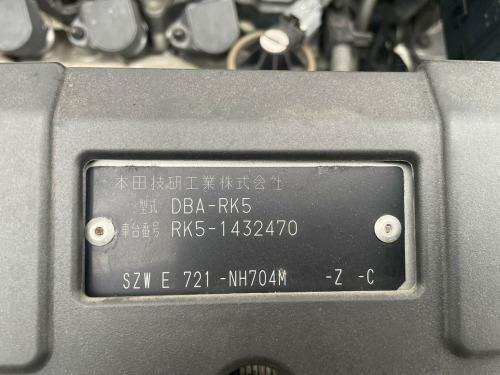 本田技研工業株式会社
型式 DBA-RK5
車台番号 RK5-1432470
SZW E 721 -NH704M -Z -C